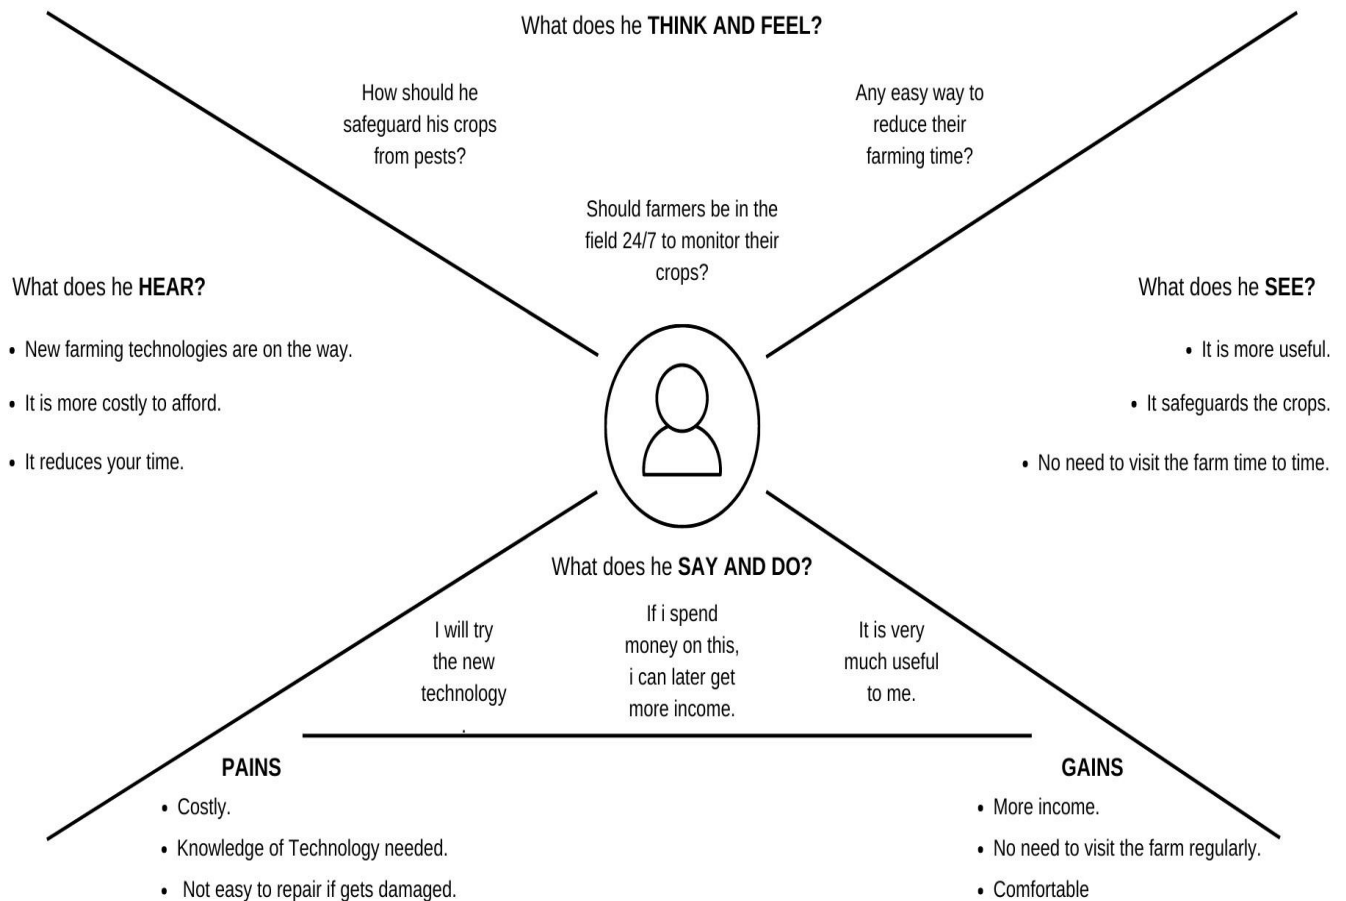 What does he THINK AND FEEL?
How should he
safeguard his crops
from pests?
Any easy way to
reduce their
farming time?
Should farmers be in the
field 24/7 to monitor their
crops?
What does he HEAR?
• New farming technologies are on the way.
• It is more costly to afford.
• It reduces your time.
What does he SEE?
• It is more useful.
• It safeguards the crops.
• No need to visit the farm time to time.
What does he SAY AND DO?
I will try
the new
technology
.
If i spend
money on this,
i can later get
more income.
It is very
much useful
to me.
PAINS
• Costly.
• Knowledge of Technology needed.
• Not easy to repair if gets damaged.
GAINS
• More income.
• No need to visit the farm regularly.
• Comfortable